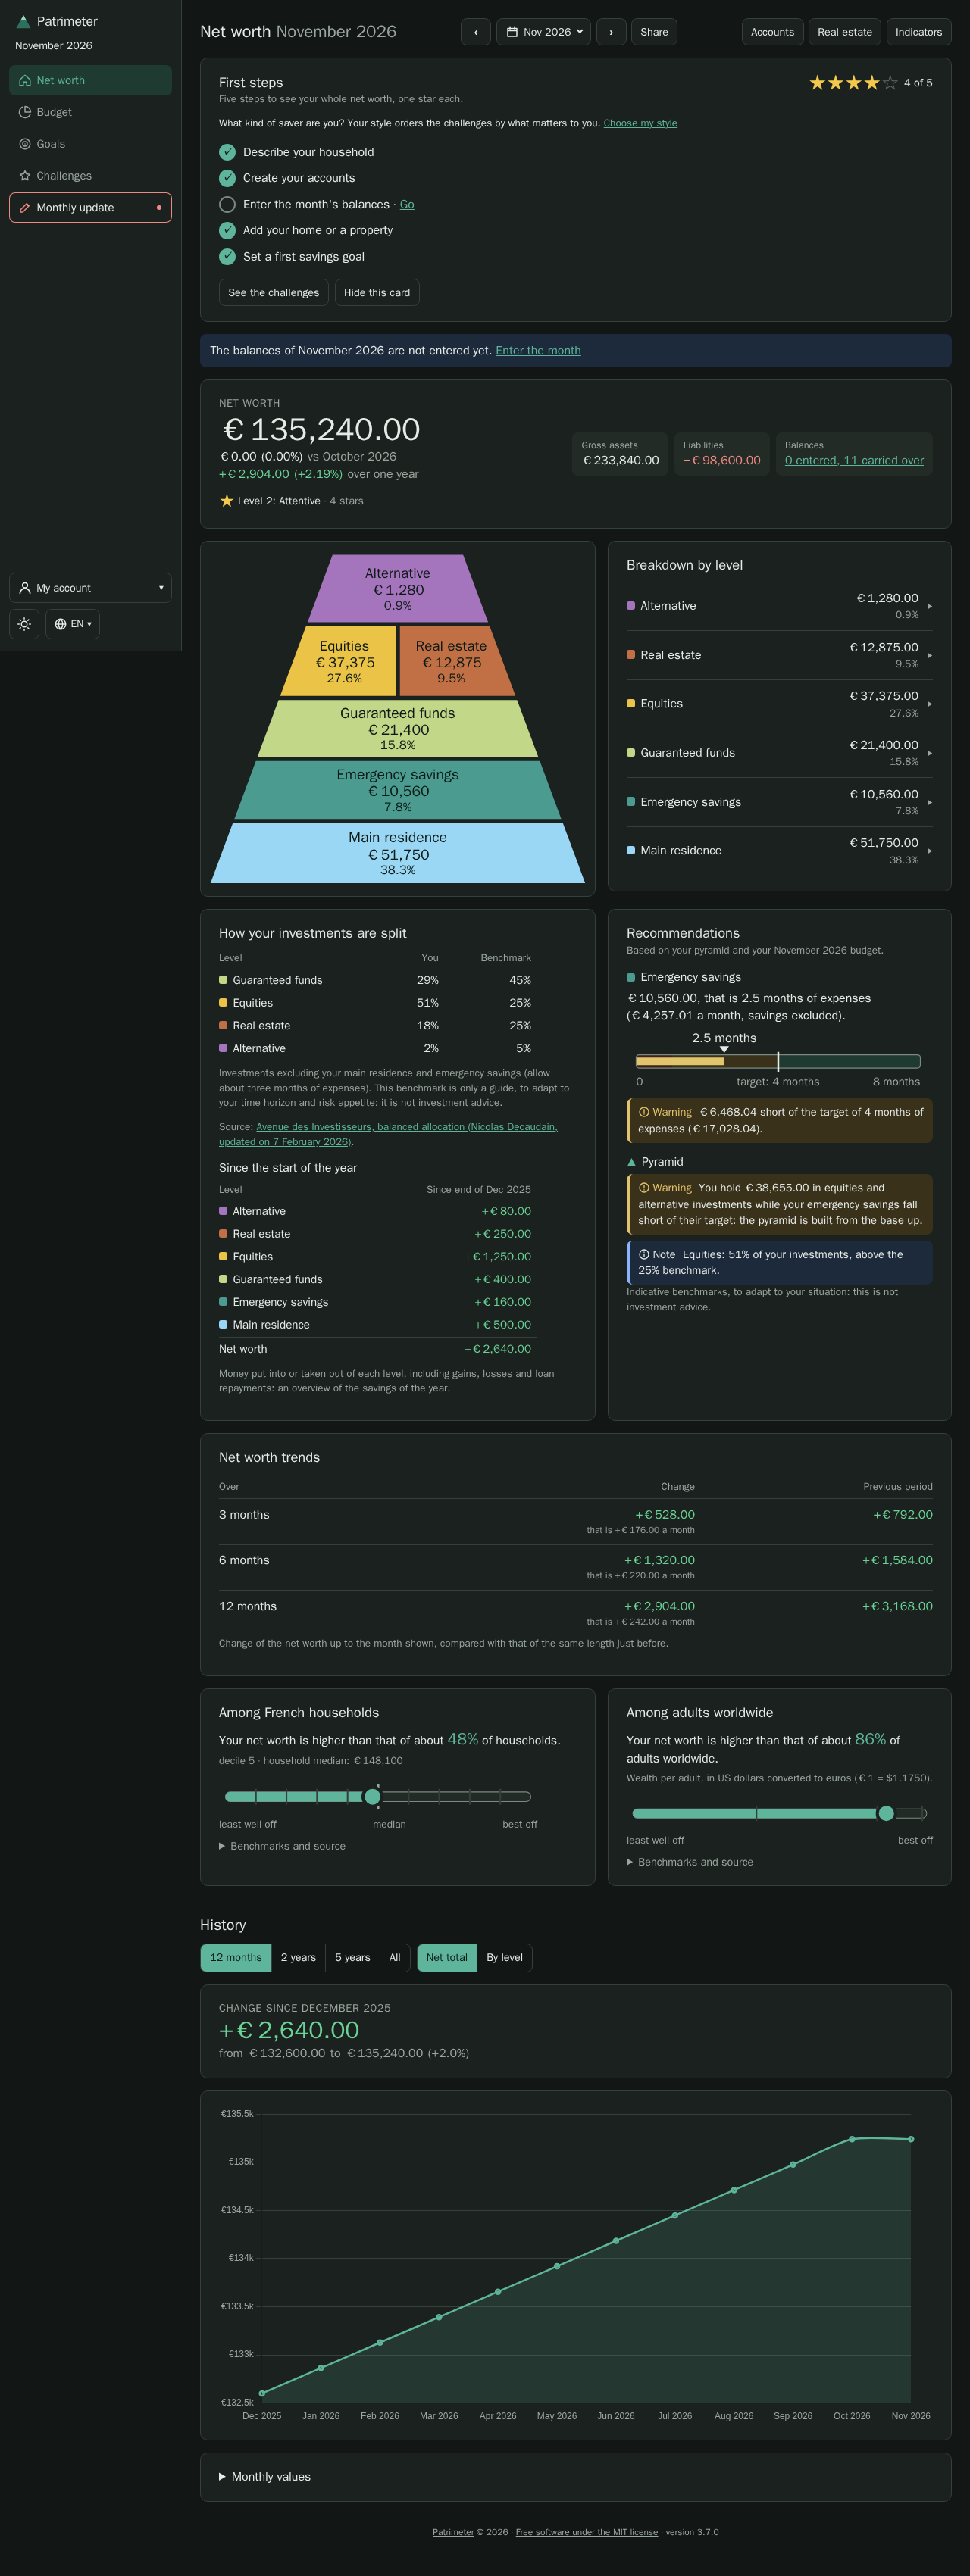 Patrimeter
November 2026
Net worth
Budget
Goals
Challenges
Monthly update
My account
EN
Net worth November 2026
‹
Nov 2026
›
Share
Accounts
Real estate
Indicators
First steps
4 of 5
Five steps to see your whole net worth, one star each.
What kind of saver are you? Your style orders the challenges by what matters to you. Choose my style
Describe your household
Create your accounts
Enter the month's balances · Go
Add your home or a property
Set a first savings goal
See the challenges
Hide this card
The balances of November 2026 are not entered yet. Enter the month
NET WORTH
€ 135,240.00
€ 0.00 (0.00%) vs October 2026
+ € 2,904.00 (+2.19%) over one year
Level 2: Attentive · 4 stars
Gross assets
€ 233,840.00
Liabilities
− € 98,600.00
Balances
0 entered, 11 carried over
Alternative
€ 1,280
0.9%
Equities
€ 37,375
27.6%
Real estate
€ 12,875
9.5%
Guaranteed funds
€ 21,400
15.8%
Emergency savings
€ 10,560
7.8%
Main residence
€ 51,750
38.3%
Breakdown by level
Alternative € 1,280.00
0.9%
Real estate € 12,875.00
9.5%
Equities € 37,375.00
27.6%
Guaranteed funds € 21,400.00
15.8%
Emergency savings € 10,560.00
7.8%
Main residence € 51,750.00
38.3%
How your investments are split
Level You Benchmark
Guaranteed funds 29% 45%
Equities 51% 25%
Real estate 18% 25%
Alternative 2% 5%
Investments excluding your main residence and emergency savings (allow
about three months of expenses). This benchmark is only a guide, to adapt to
your time horizon and risk appetite: it is not investment advice.
Source: Avenue des Investisseurs, balanced allocation (Nicolas Decaudain,
updated on 7 February 2026).
Since the start of the year
Level Since end of Dec 2025
Alternative + € 80.00
Real estate + € 250.00
Equities + € 1,250.00
Guaranteed funds + € 400.00
Emergency savings + € 160.00
Main residence + € 500.00
Net worth + € 2,640.00
Money put into or taken out of each level, including gains, losses and loan
repayments: an overview of the savings of the year.
Recommendations
Based on your pyramid and your November 2026 budget.
Emergency savings
€ 10,560.00, that is 2.5 months of expenses
( € 4,257.01 a month, savings excluded).
2.5 months
0 target: 4 months 8 months
Warning € 6,468.04 short of the target of 4 months of
expenses ( € 17,028.04).
Pyramid
Warning You hold € 38,655.00 in equities and
alternative investments while your emergency savings fall
short of their target: the pyramid is built from the base up.
Note Equities: 51% of your investments, above the
25% benchmark.
Indicative benchmarks, to adapt to your situation: this is not
investment advice.
Net worth trends
Over Change Previous period
3 months + € 528.00 + € 792.00
that is + € 176.00 a month
6 months + € 1,320.00 + € 1,584.00
that is + € 220.00 a month
12 months + € 2,904.00 + € 3,168.00
that is + € 242.00 a month
Change of the net worth up to the month shown, compared with that of the same length just before.
Among French households
Your net worth is higher than that of about 48% of households.
decile 5 · household median: € 148,100
least well off median best off
Benchmarks and source
Among adults worldwide
Your net worth is higher than that of about 86% of
adults worldwide.
Wealth per adult, in US dollars converted to euros ( € 1 = $1.1750).
least well off best off
Benchmarks and source
History
12 months 2 years 5 years All
Net total By level
CHANGE SINCE DECEMBER 2025
+ € 2,640.00
from € 132,600.00 to € 135,240.00 (+2.0%)
€135.5k
€135k
€134.5k
€134k
€133.5k
€133k
€132.5k
Dec 2025 Jan 2026 Feb 2026 Mar 2026 Apr 2026 May 2026 Jun 2026 Jul 2026 Aug 2026 Sep 2026 Oct 2026 Nov 2026
Monthly values
Patrimeter © 2026 · Free software under the MIT license · version 3.7.0